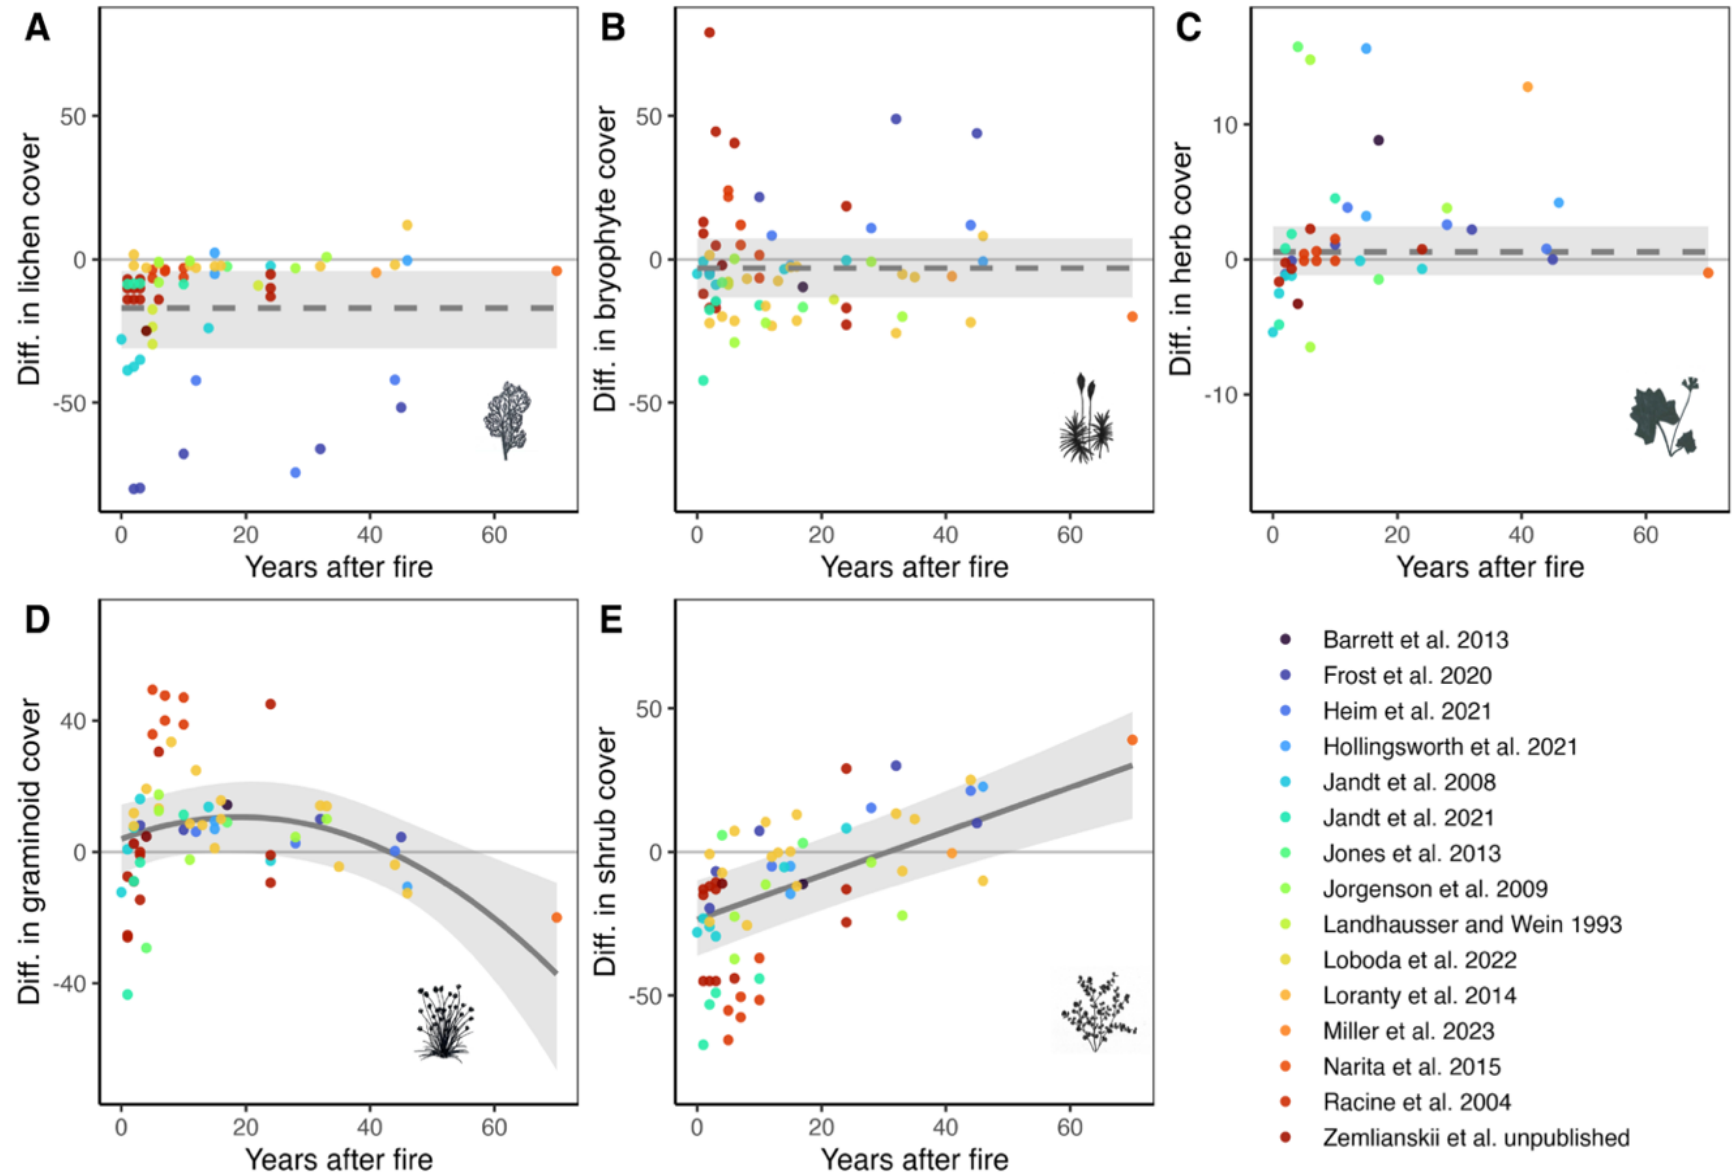 A
Diff. in lichen cover
50
0
-50
0 20 40 60
Years after fire
B
Diff. in bryophyte cover
50
0
-50
0 20 40 60
Years after fire
C
Diff. in herb cover
10
0
-10
0 20 40 60
Years after fire
D
Diff. in graminoid cover
40
0
-40
0 20 40 60
Years after fire
E
Diff. in shrub cover
50
0
-50
0 20 40 60
Years after fire
Barrett et al. 2013
Frost et al. 2020
Heim et al. 2021
Hollingsworth et al. 2021
Jandt et al. 2008
Jandt et al. 2021
Jones et al. 2013
Jorgenson et al. 2009
Landhausser and Wein 1993
Loboda et al. 2022
Loranty et al. 2014
Miller et al. 2023
Narita et al. 2015
Racine et al. 2004
Zemlianskii et al. unpublished